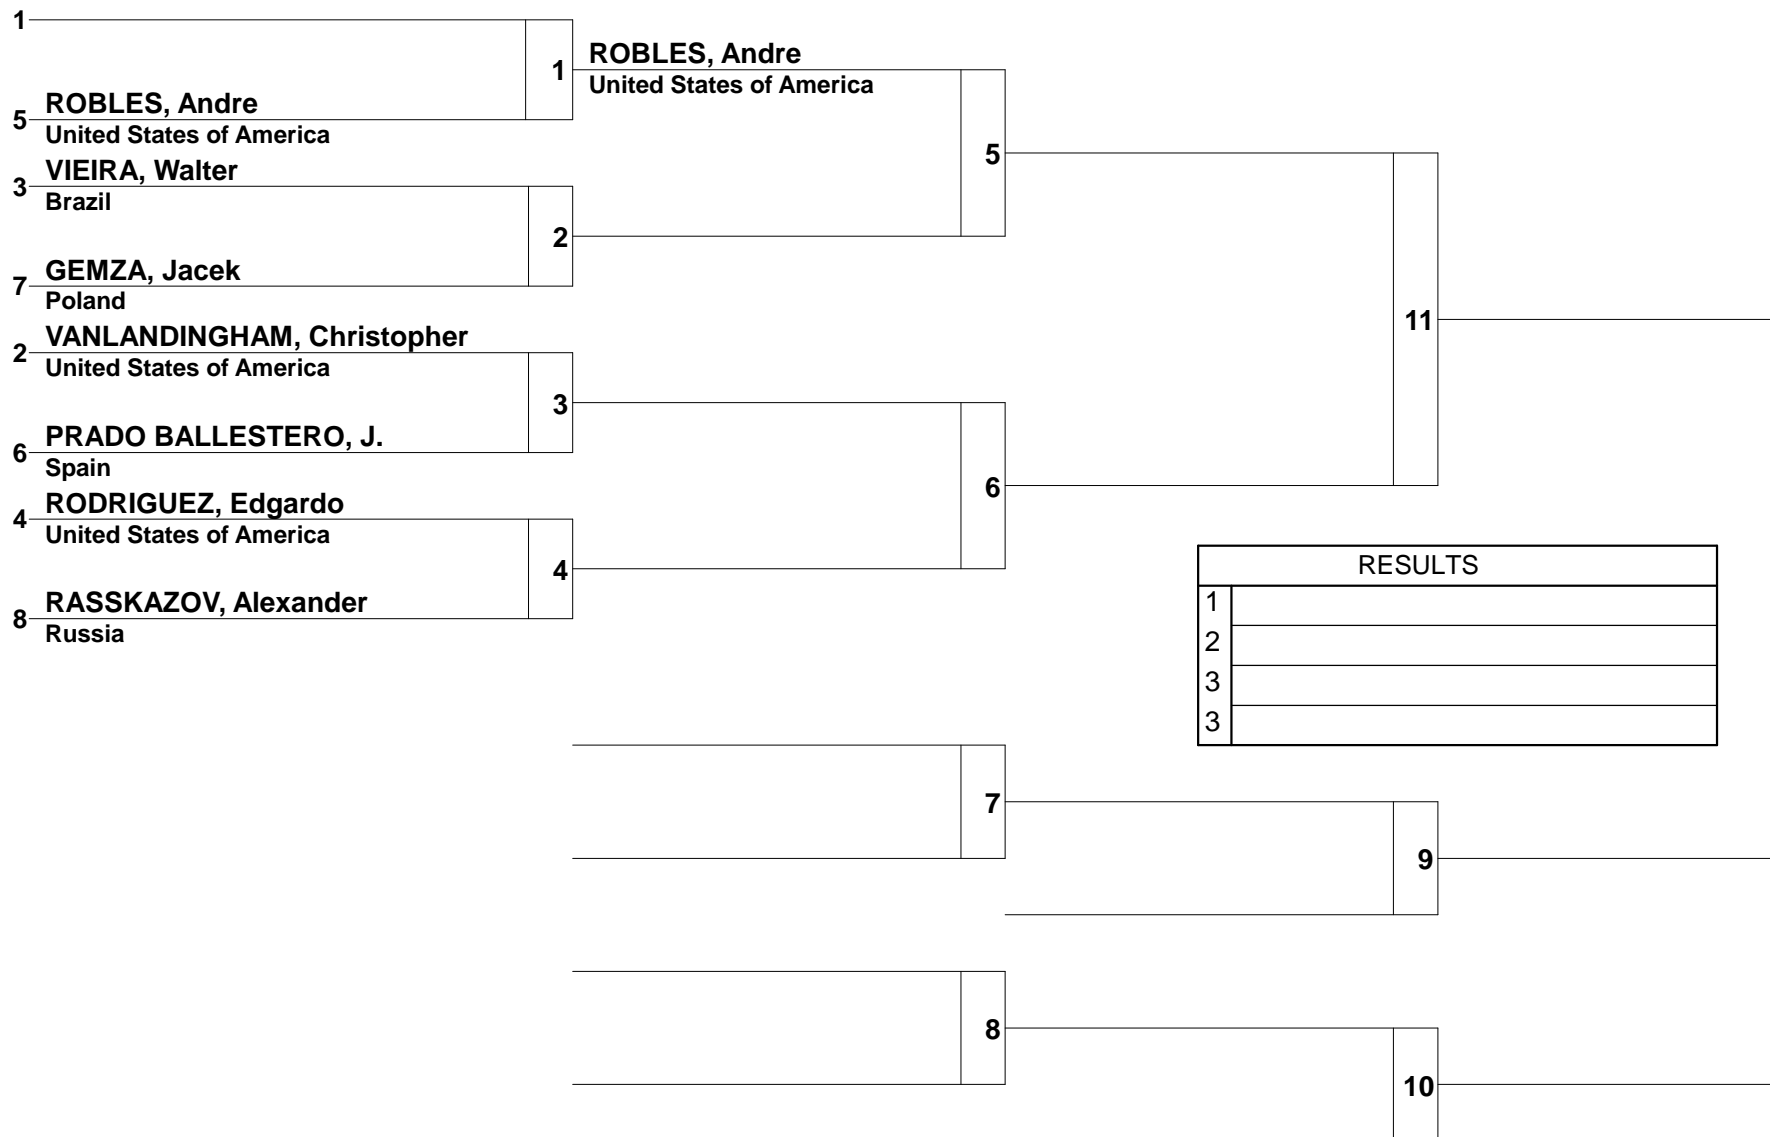 1
1
ROBLES, Andre
United States of America
5
ROBLES, Andre
United States of America
3
VIEIRA, Walter
Brazil
2
7
GEMZA, Jacek
Poland
5
2
VANLANDINGHAM, Christopher
United States of America
3
6
PRADO BALLESTERO, J.
Spain
4
RODRIGUEZ, Edgardo
United States of America
4
8
RASSKAZOV, Alexander
Russia
6
11
RESULTS
1
2
3
3
7
9
8
10